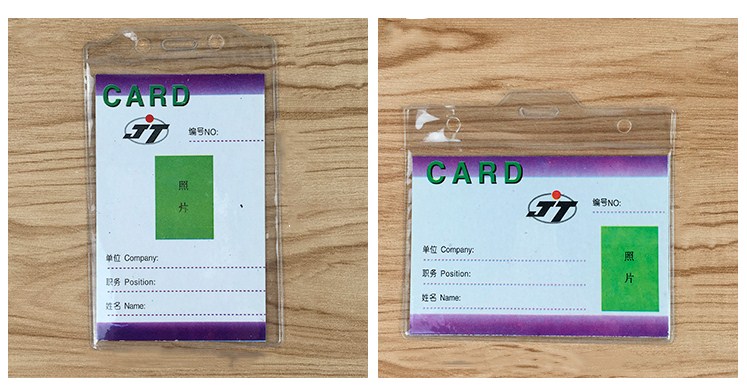 CARD
JT
编号NO:
照
片
单位 Company:
职务 Position:
姓名 Name:
CARD
JT
编号NO:
单位 Company:
照
职务 Position:
片
姓名 Name: